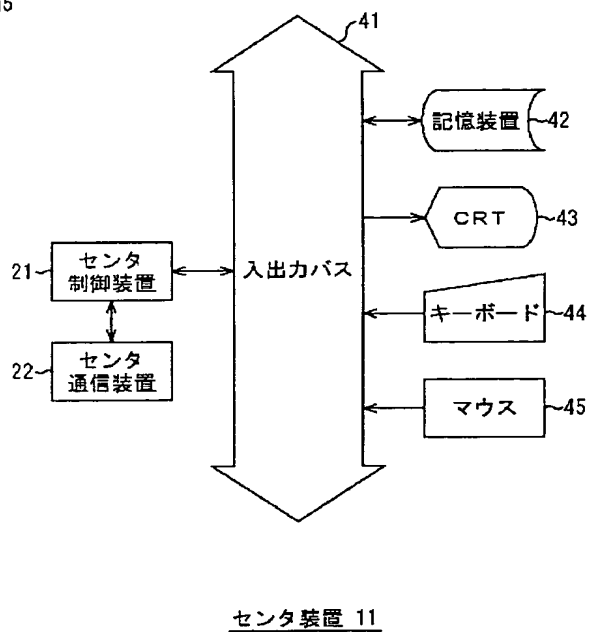 41
記憶装置 42
CRT 43
キーボード 44
マウス 45
入出力バス
21 センタ
制御装置
22 センタ
通信装置
センタ装置 11